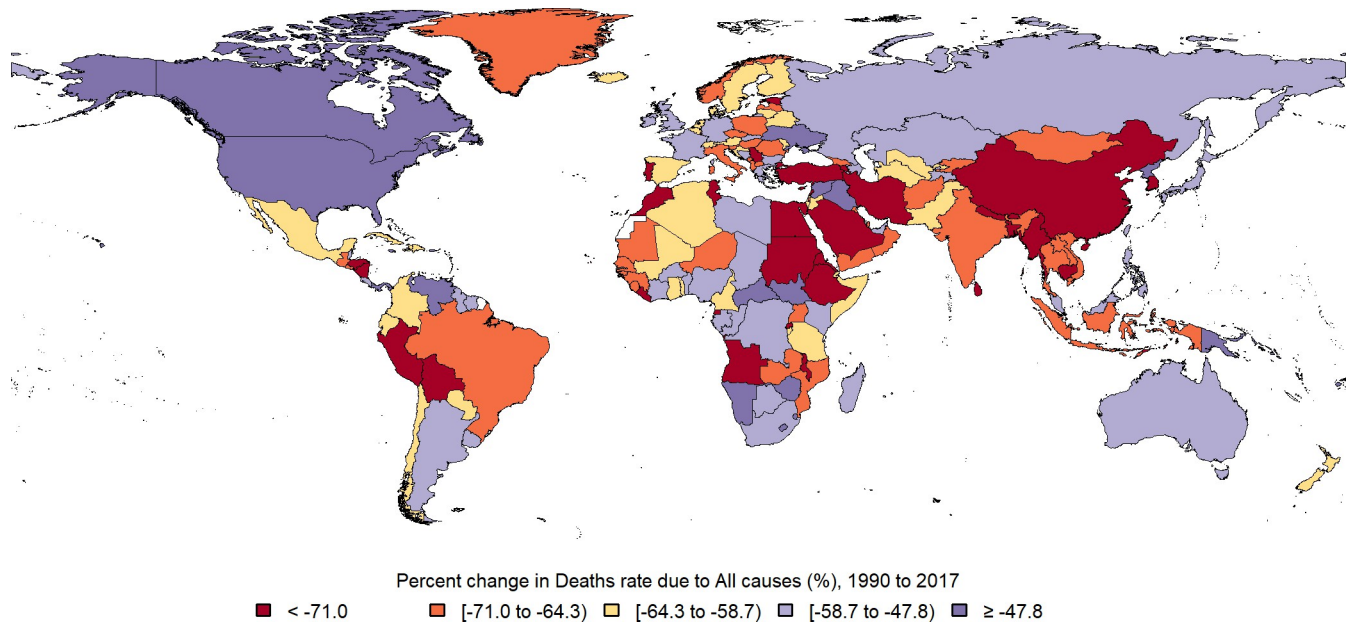 Percent change in Deaths rate due to All causes (%), 1990 to 2017
< -71.0 [-71.0 to -64.3) [-64.3 to -58.7) [-58.7 to -47.8) ≥ -47.8